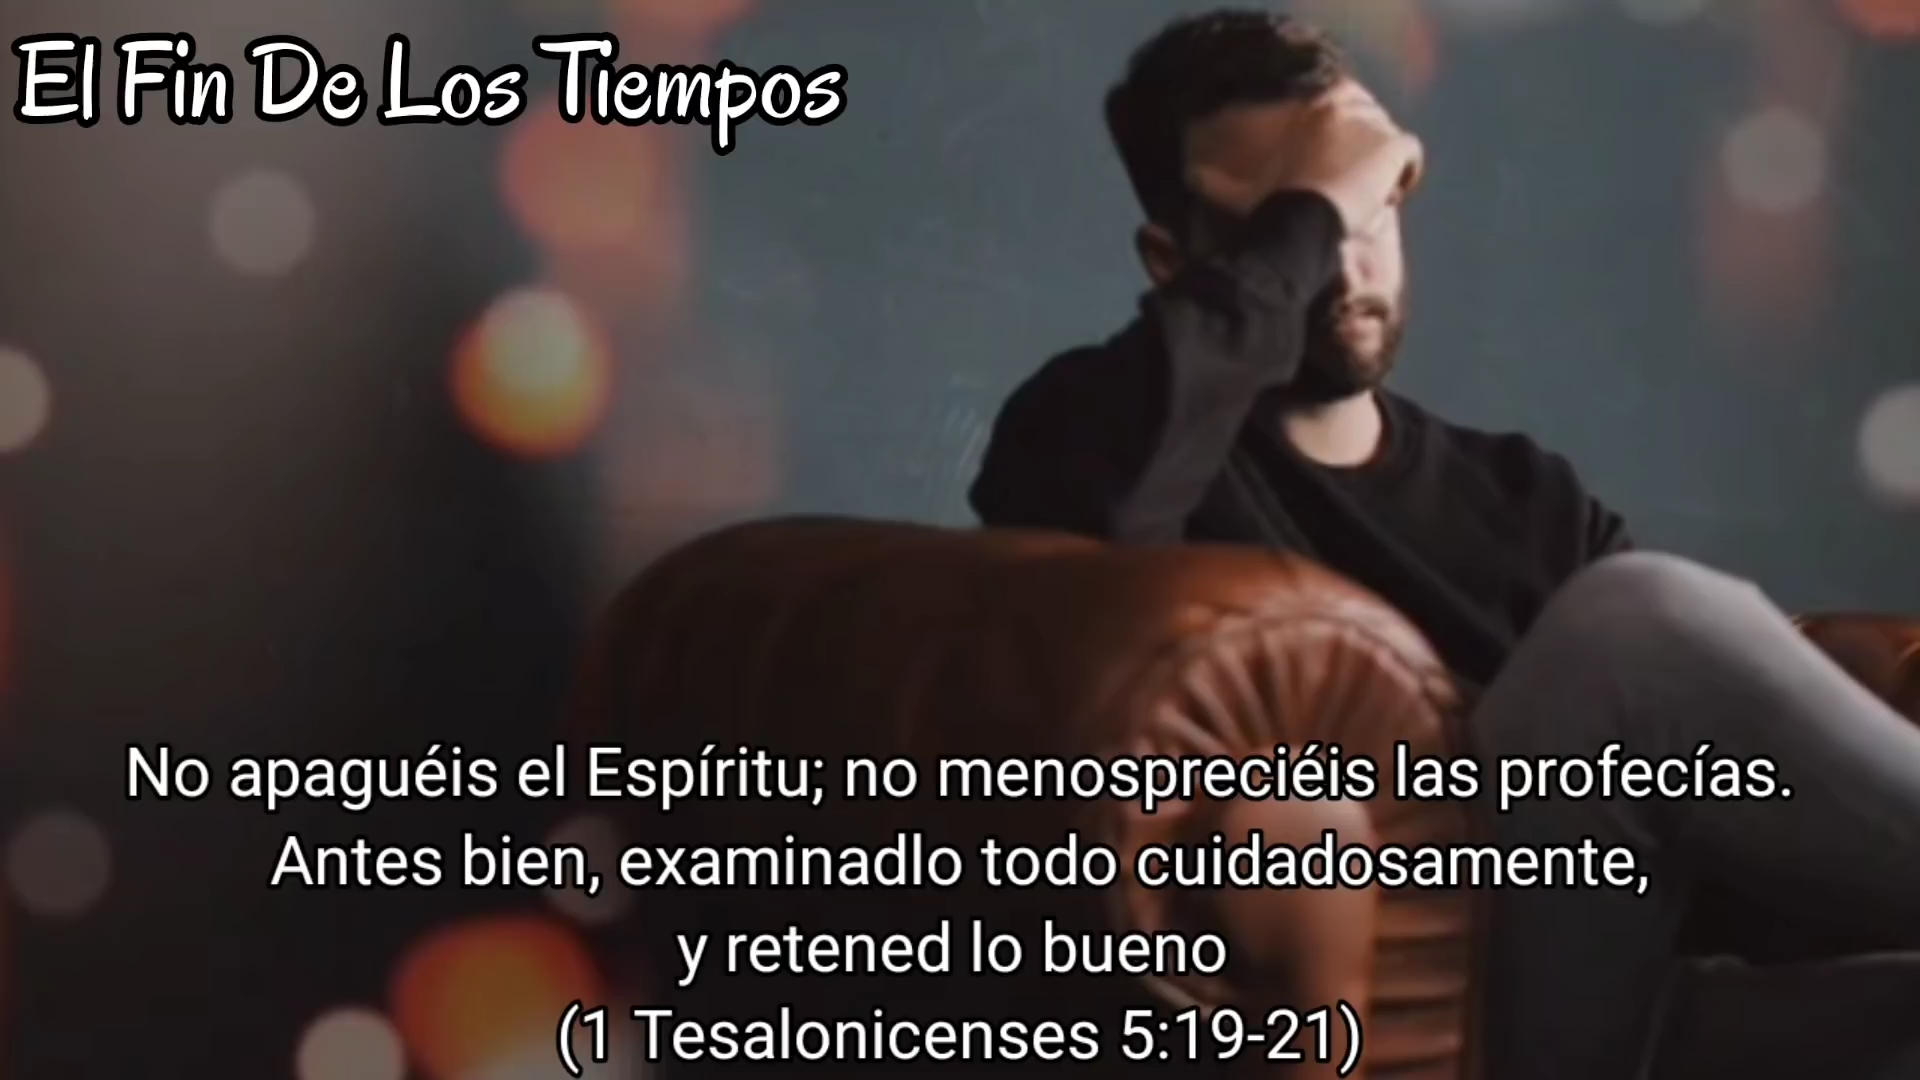 El Fin De Los Tiempos
No apaguéis el Espíritu; no menospreciéis las profecías.
Antes bien, examinadlo todo cuidadosamente,
y retened lo bueno
(1 Tesalonicenses 5:19-21)